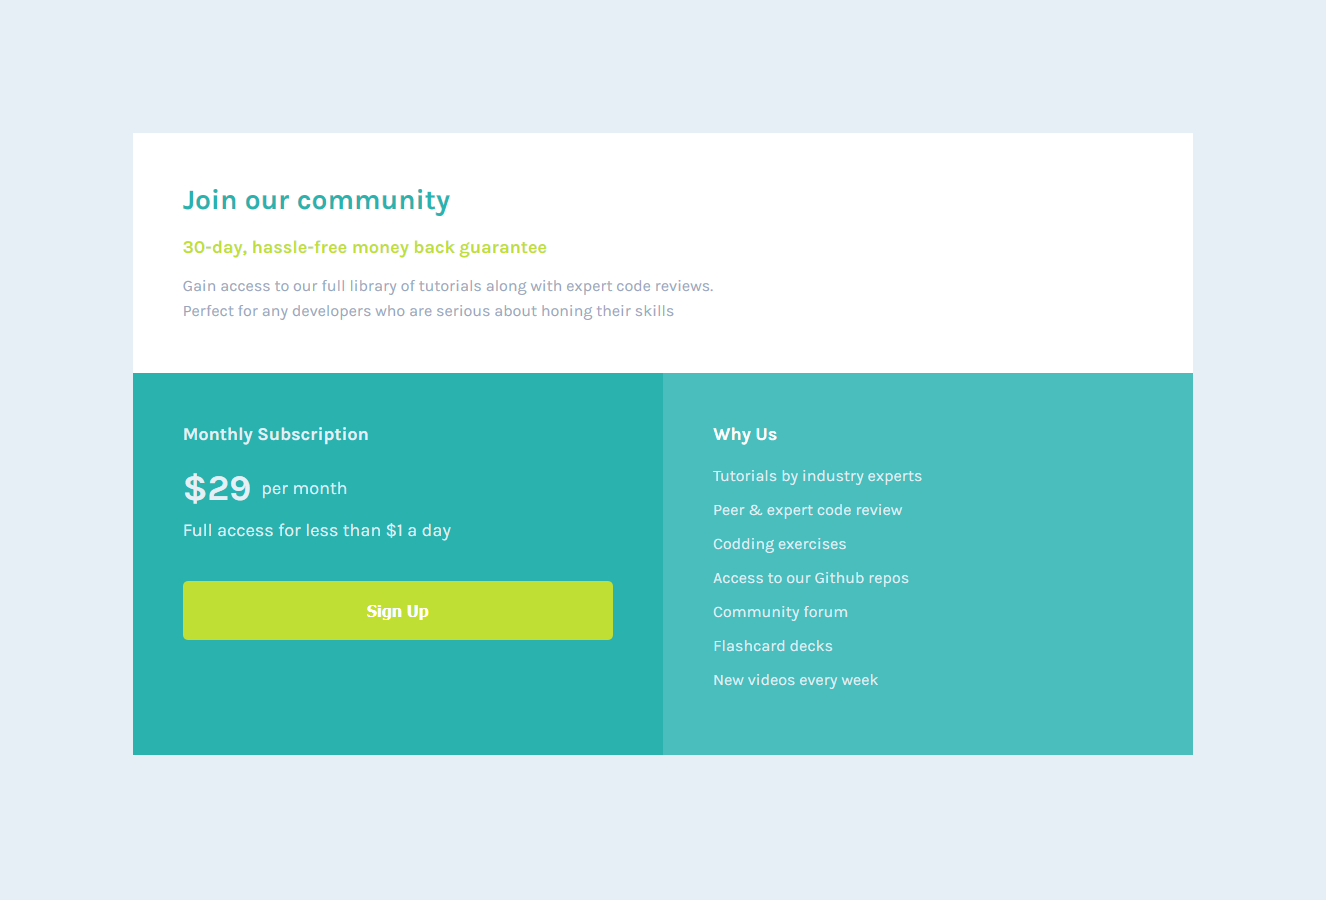 Join our community
30-day, hassle-free money back guarantee
Gain access to our full library of tutorials along with expert code reviews.
Perfect for any developers who are serious about honing their skills
Monthly Subscription
$29 per month
Full access for less than $1 a day
Sign Up
Why Us
Tutorials by industry experts
Peer & expert code review
Codding exercises
Access to our Github repos
Community forum
Flashcard decks
New videos every week